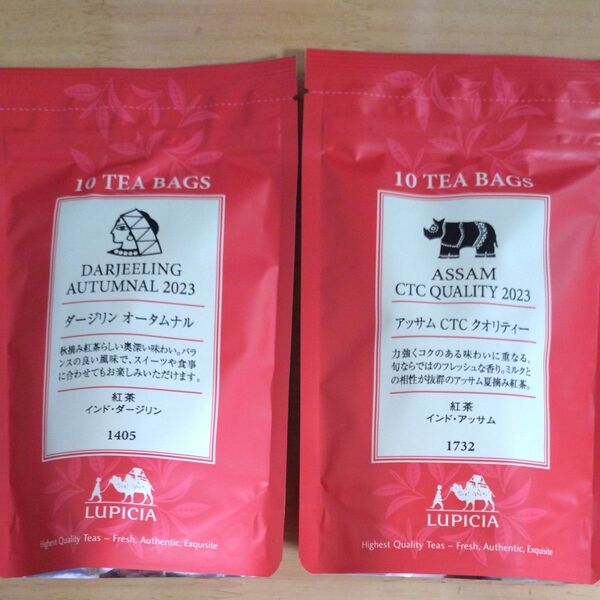 10 TEA BAGS
DARJEELING
AUTUMNAL 2023
ダージリン オータムナル
秋摘み紅茶らしい奥深い味わい。バラ
ンスの良い風味で、スイーツや食事
に合わせてもお楽しみいただけます。
紅茶
インド・ダージリン
1405
LUPICIA
Highest Quality Teas – Fresh, Authentic, Exquisite
10 TEA BAGS
ASSAM
CTC QUALITY 2023
アッサム CTC クオリティー
力強くコクのある味わいに重なる、
旬ならではのフレッシュな香り。ミルクと
の相性が抜群のアッサム夏摘み紅茶。
紅茶
インド・アッサム
1732
LUPICIA
Highest Quality Teas – Fresh, Authentic, Exquisite